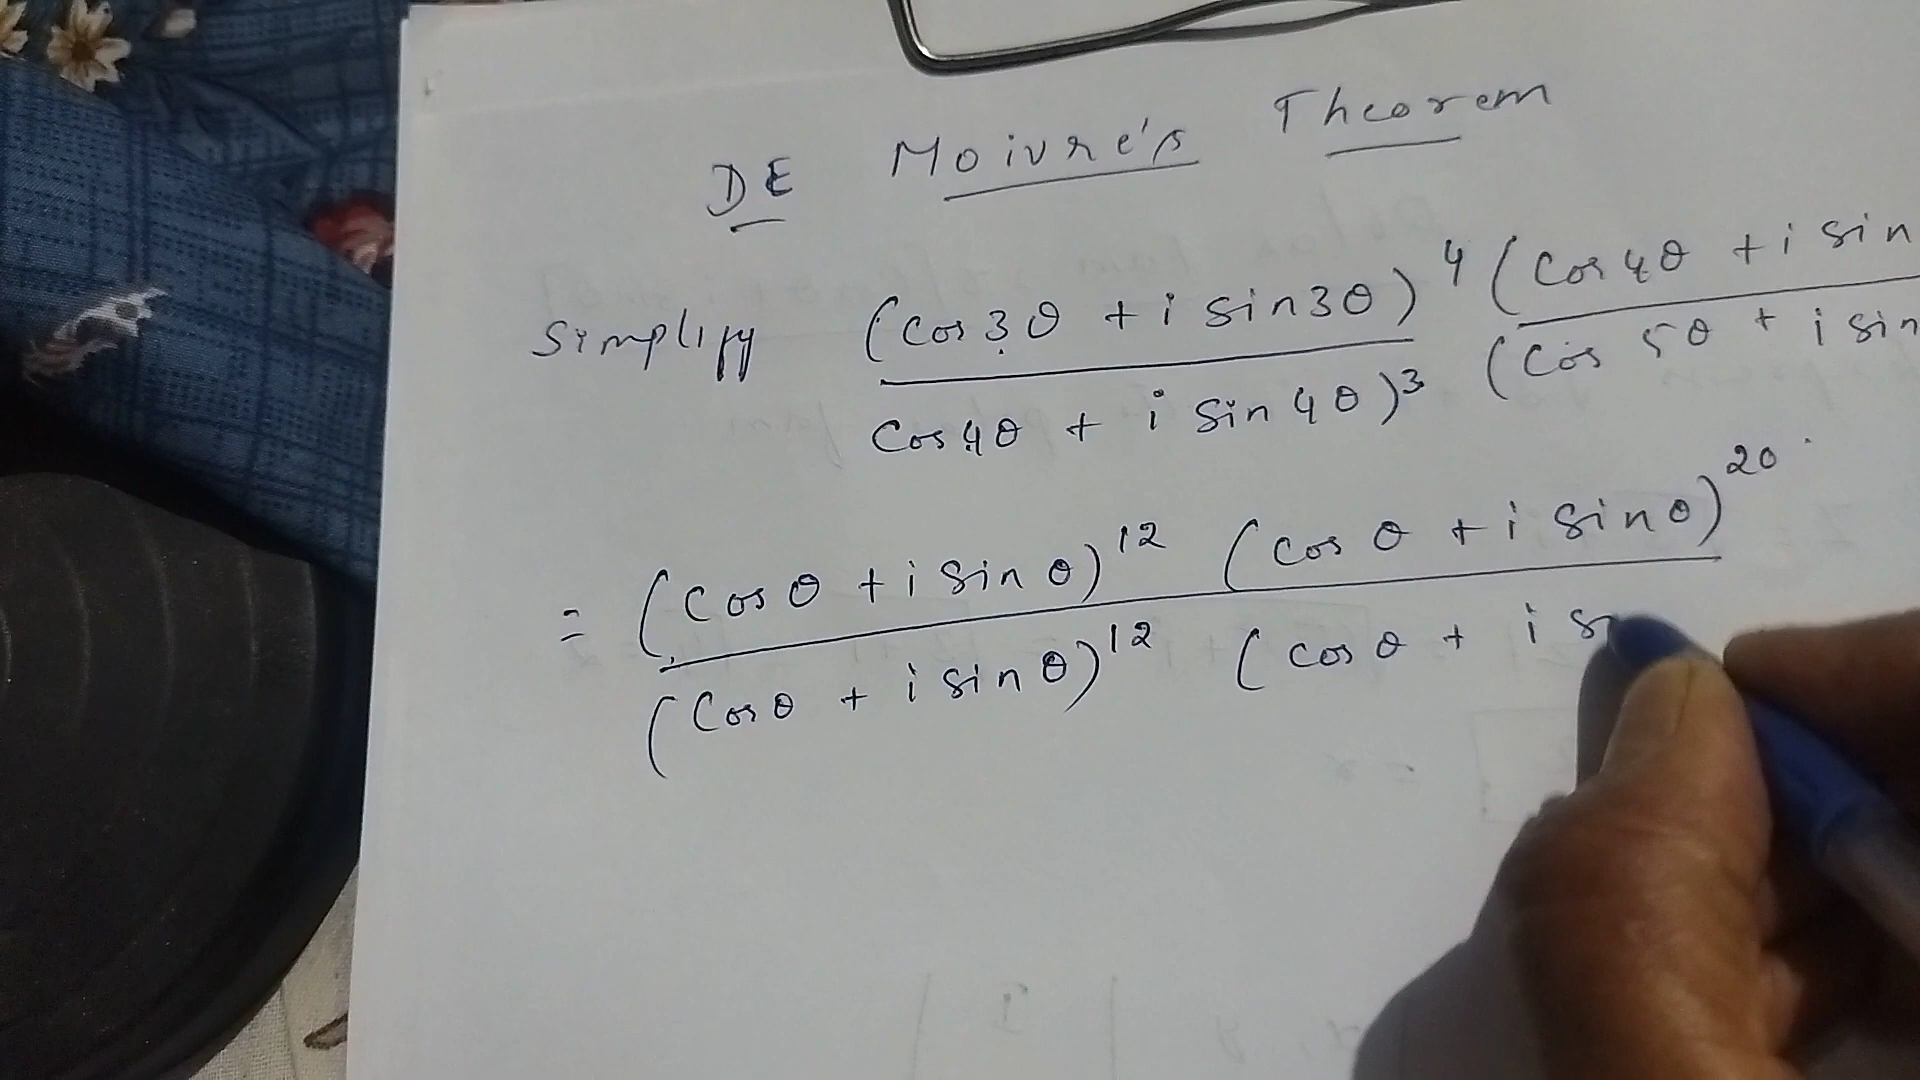 DE Moivre's Theorem
Simplify (cos3θ + i sin3θ)^4 (cos4θ + i sin
cos4θ + i sin4θ)^3 (cos 5θ + i sin
= (cosθ + i sinθ)^12 (cos θ + i sinθ)^20
(cosθ + i sinθ)^12 (cosθ + i s